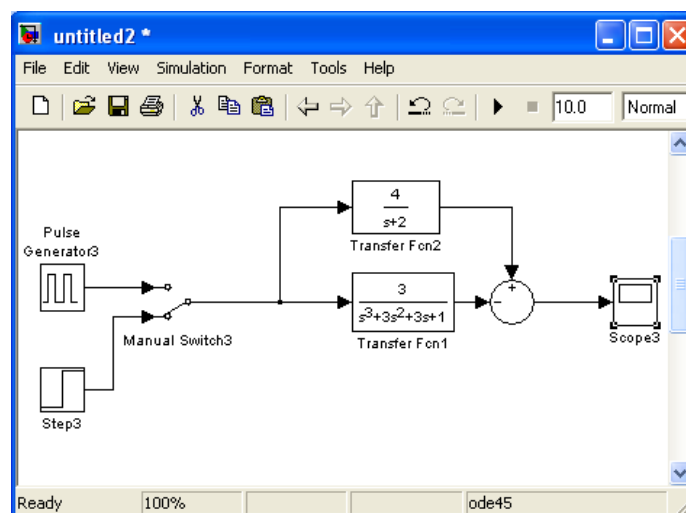 untitled2 *
File Edit View Simulation Format Tools Help
10.0 Normal
4
s+2
Transfer Fcn2
Pulse
Generator3
3
s³+3s²+3s+1
Transfer Fcn1
+
−
Manual Switch3
Scope3
Step3
Ready 100% ode45